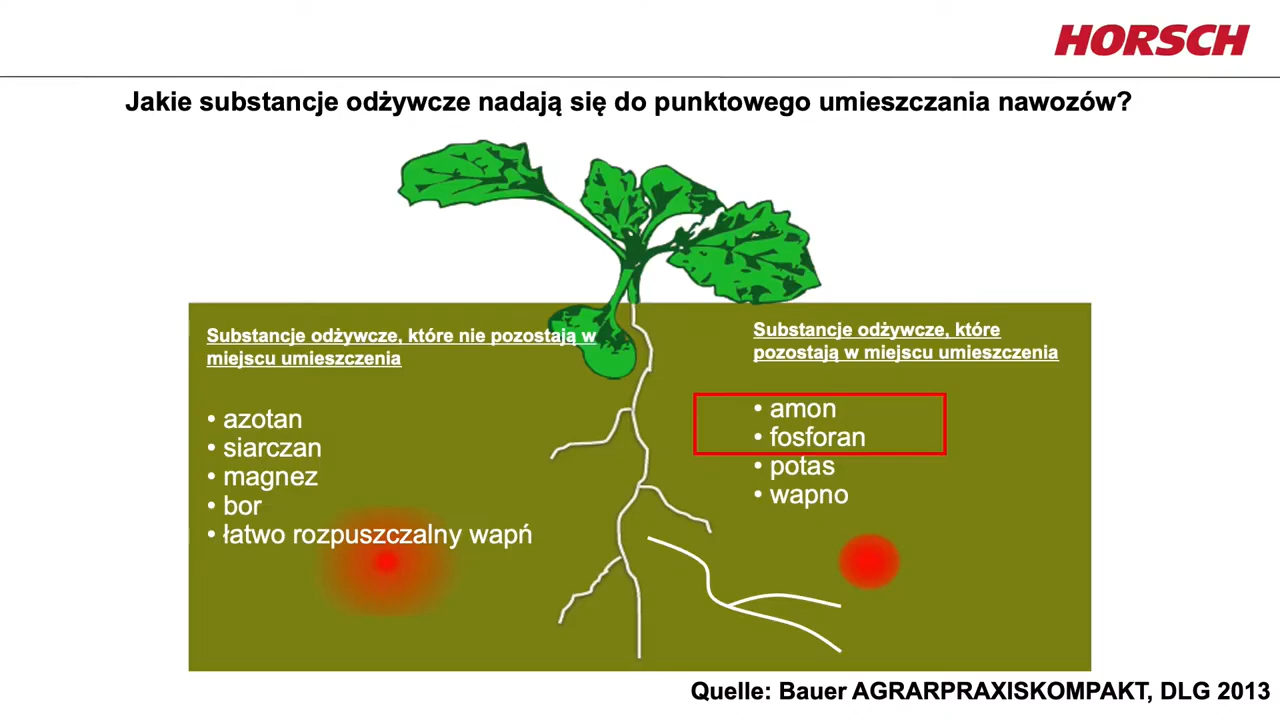 HORSCH
Jakie substancje odżywcze nadają się do punktowego umieszczania nawozów?
Substancje odżywcze, które nie pozostają w
miejscu umieszczenia
• azotan
• siarczan
• magnez
• bor
• łatwo rozpuszczalny wapń
Substancje odżywcze, które
pozostają w miejscu umieszczenia
• amon
• fosforan
• potas
• wapno
Quelle: Bauer AGRARPRAXISKOMPAKT, DLG 2013